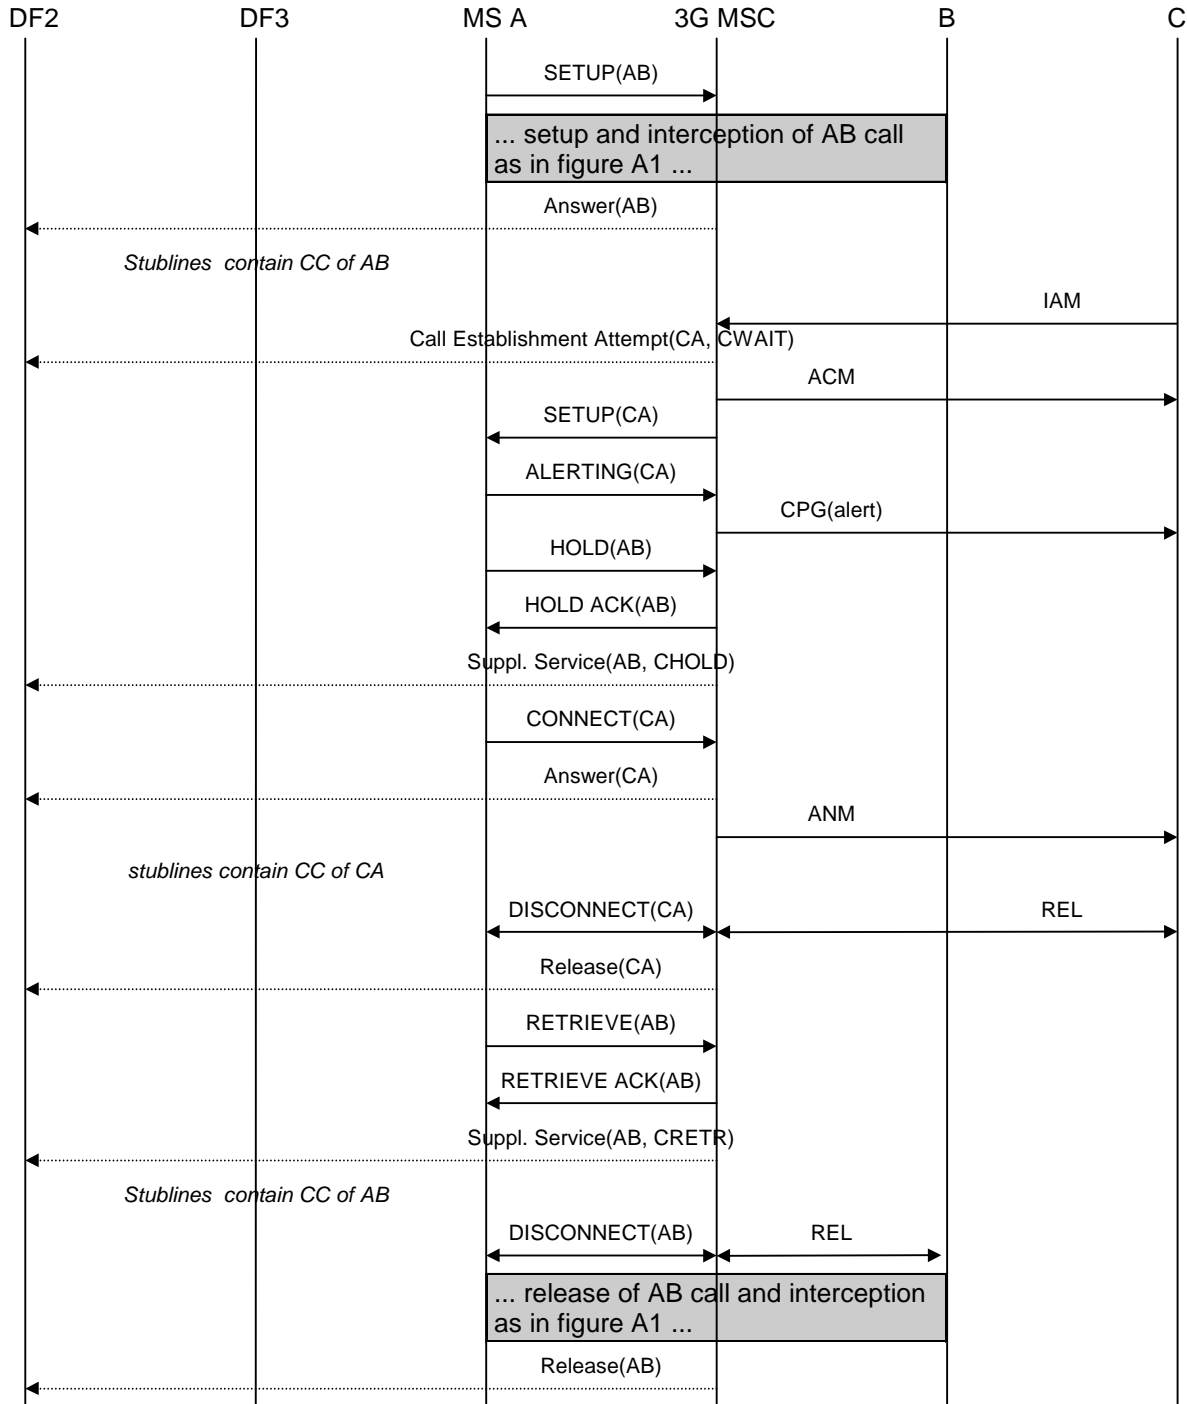 DF2 DF3 MS A 3G MSC B C
SETUP(AB)
... setup and interception of AB call
as in figure A1 ...
Answer(AB)
Stublines contain CC of AB
IAM
Call Establishment Attempt(CA, CWAIT)
ACM
SETUP(CA)
ALERTING(CA)
CPG(alert)
HOLD(AB)
HOLD ACK(AB)
Suppl. Service(AB, CHOLD)
CONNECT(CA)
Answer(CA)
ANM
stublines contain CC of CA
DISCONNECT(CA) REL
Release(CA)
RETRIEVE(AB)
RETRIEVE ACK(AB)
Suppl. Service(AB, CRETR)
Stublines contain CC of AB
DISCONNECT(AB) REL
... release of AB call and interception
as in figure A1 ...
Release(AB)